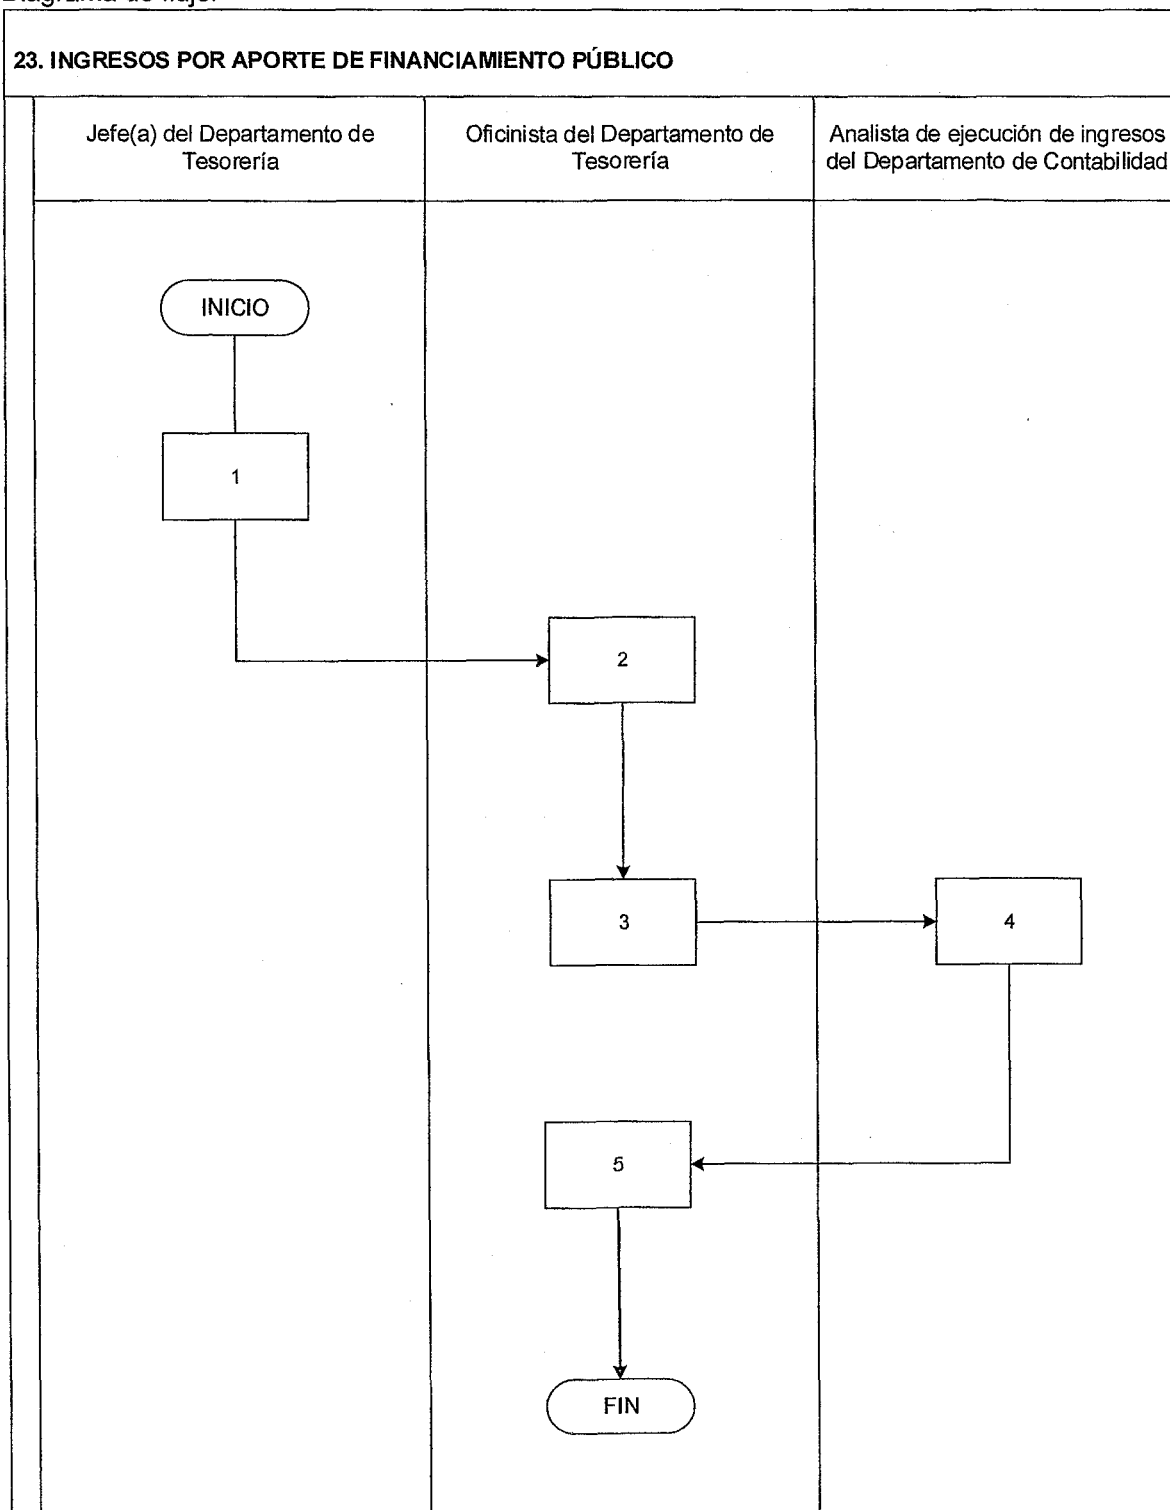 23. INGRESOS POR APORTE DE FINANCIAMIENTO PÚBLICO
Jefe(a) del Departamento de
Tesorería
Oficinista del Departamento de
Tesorería
Analista de ejecución de ingresos
del Departamento de Contabilidad
INICIO
1
2
3
4
5
FIN